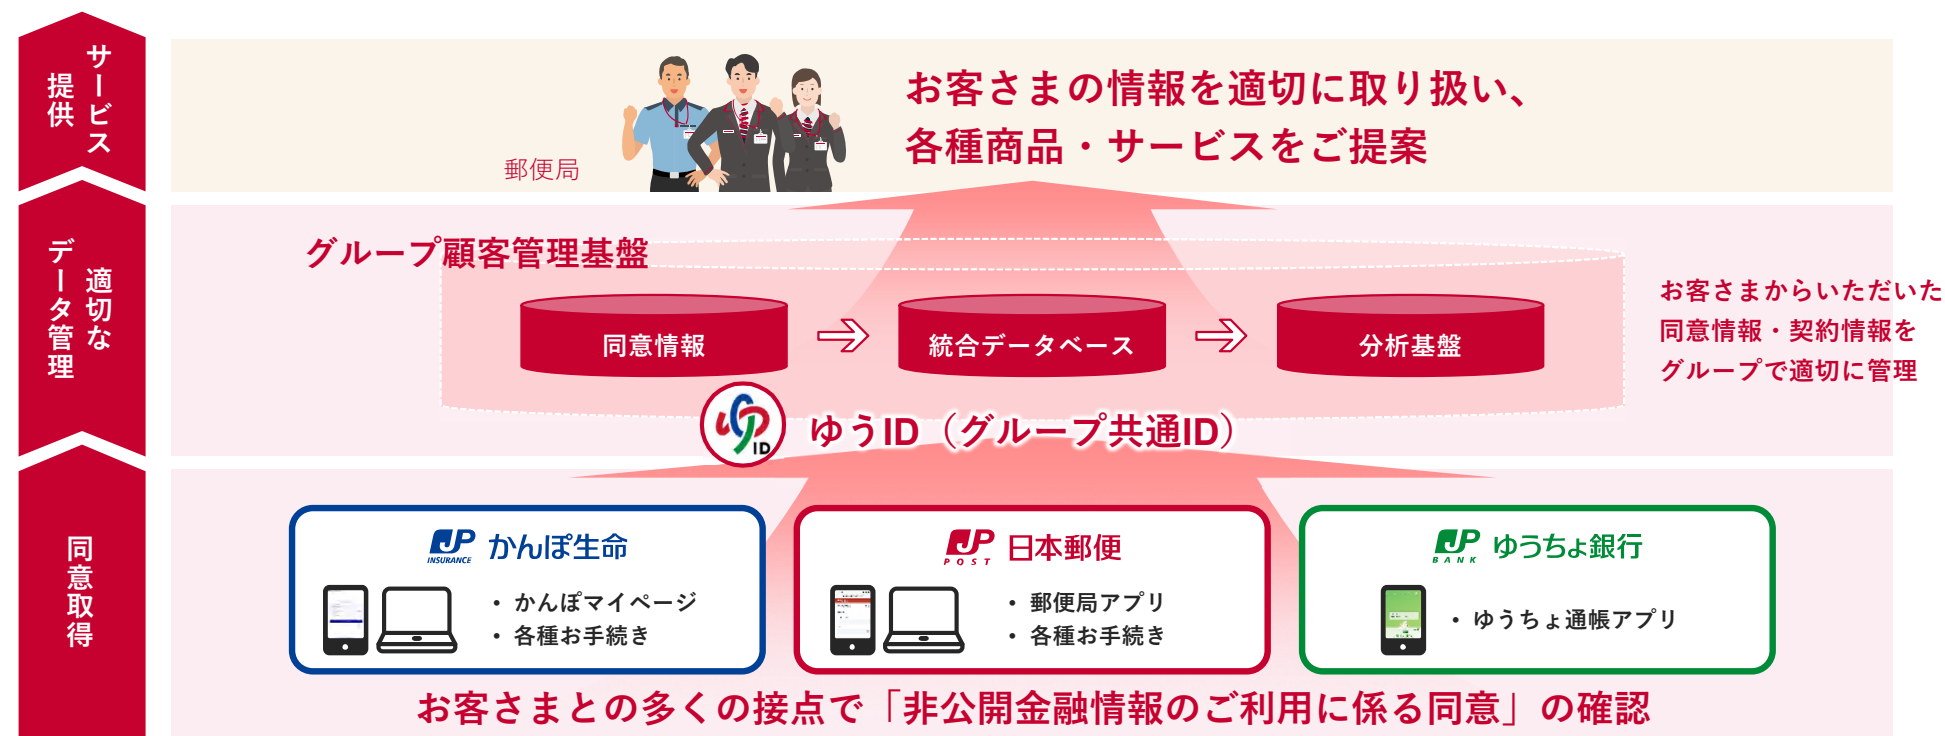 サービス
提供
郵便局
お客さまの情報を適切に取り扱い、
各種商品・サービスをご提案
適切な
データ管理
グループ顧客管理基盤
同意情報
統合データベース
分析基盤
お客さまからいただいた
同意情報・契約情報を
グループで適切に管理
ID
ゆうID（グループ共通ID）
同意取得
JP INSURANCE かんぽ生命
・ かんぽマイページ
・ 各種お手続き
JP POST 日本郵便
・ 郵便局アプリ
・ 各種お手続き
JP BANK ゆうちょ銀行
・ ゆうちょ通帳アプリ
お客さまとの多くの接点で「非公開金融情報のご利用に係る同意」の確認